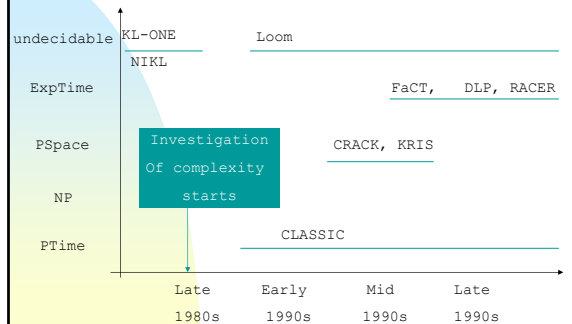 undecidable KL-ONE Loom
NIKL
ExpTime FaCT, DLP, RACER
PSpace Investigation CRACK, KRIS
Of complexity
NP starts
PTime CLASSIC
Late Early Mid Late
1980s 1990s 1990s 1990s